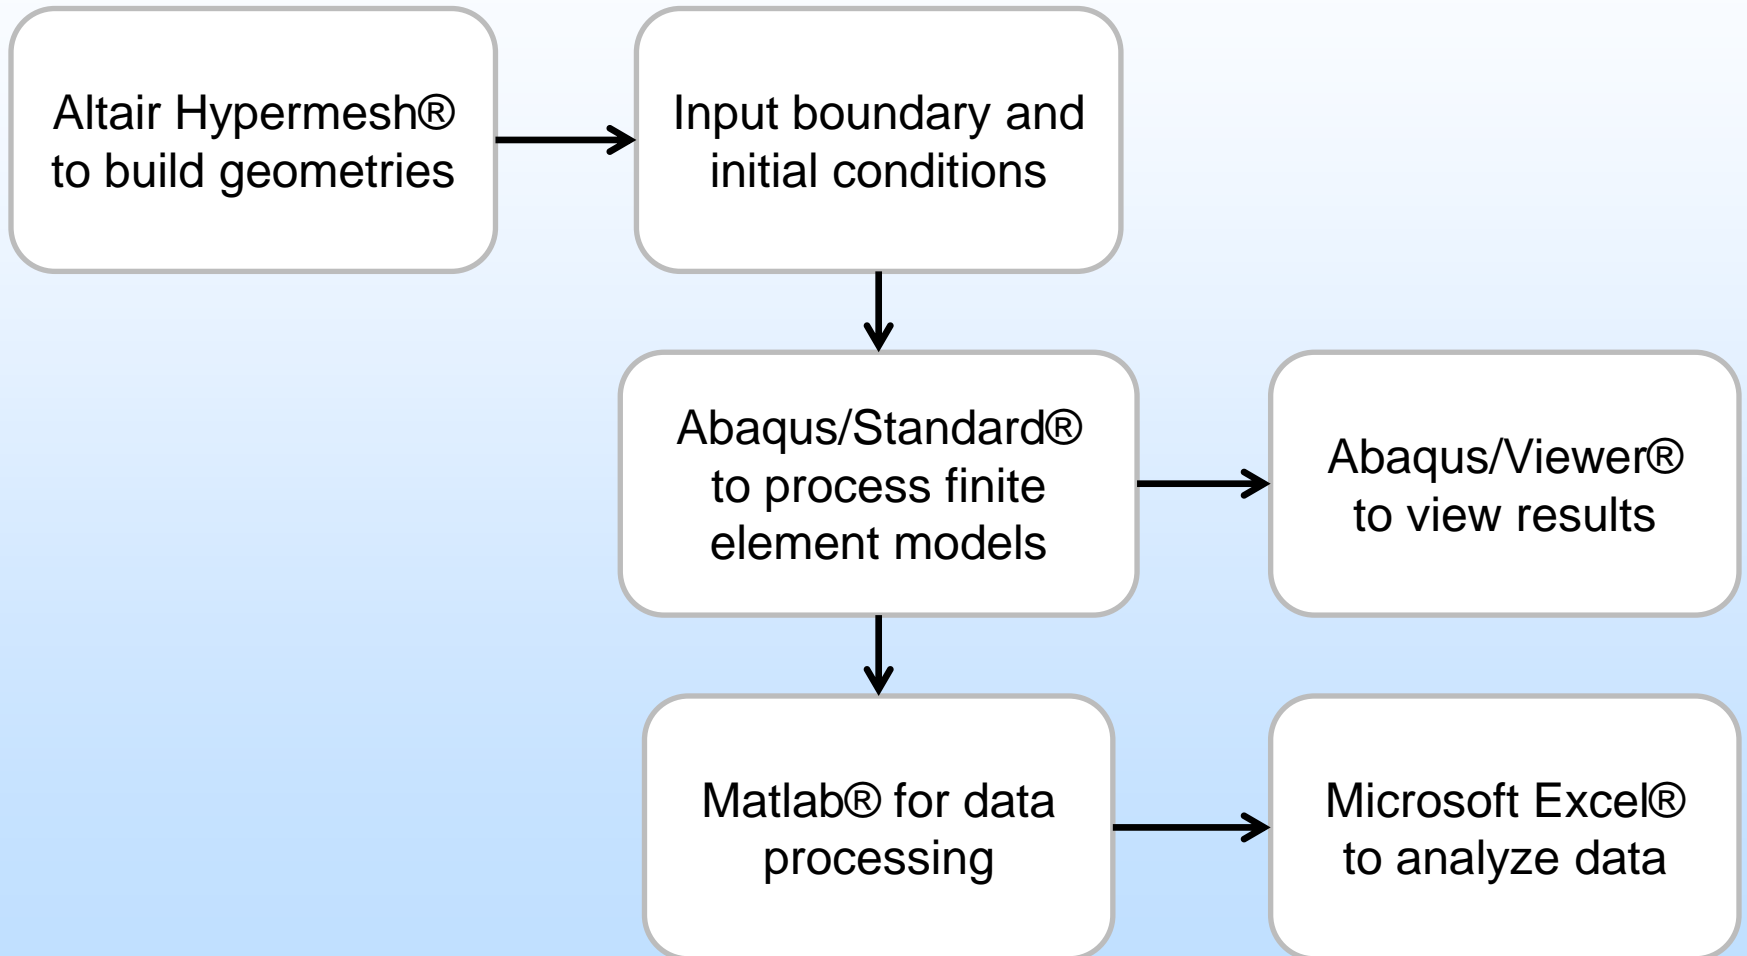 Altair Hypermesh®
to build geometries
Input boundary and
initial conditions
Abaqus/Standard®
to process finite
element models
Abaqus/Viewer®
to view results
Matlab® for data
processing
Microsoft Excel®
to analyze data